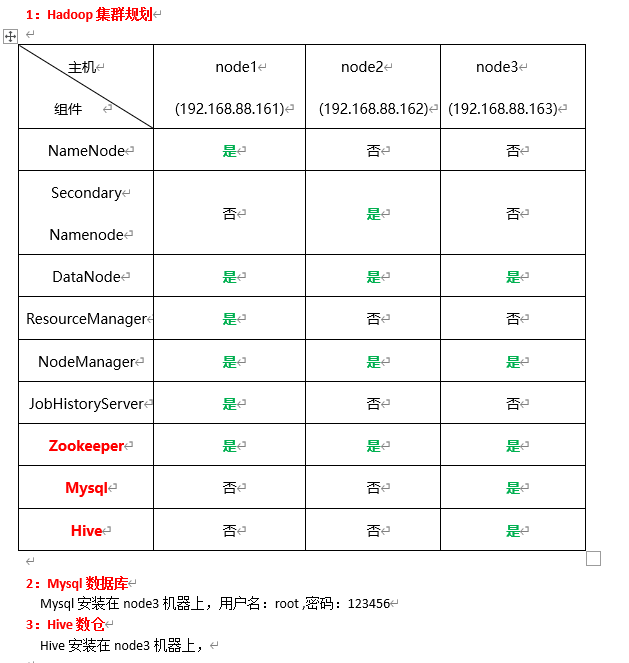 1：Hadoop 集群规划
主机 node1 node2 node3
组件 (192.168.88.161) (192.168.88.162) (192.168.88.163)
NameNode 是 否 否
Secondary
Namenode 否 是 否
DataNode 是 是 是
ResourceManager 是 否 否
NodeManager 是 是 是
JobHistoryServer 是 否 否
Zookeeper 是 是 是
Mysql 否 否 是
Hive 否 否 是
2：Mysql 数据库
Mysql 安装在 node3 机器上，用户名：root ,密码：123456
3：Hive 数仓
Hive 安装在 node3 机器上，